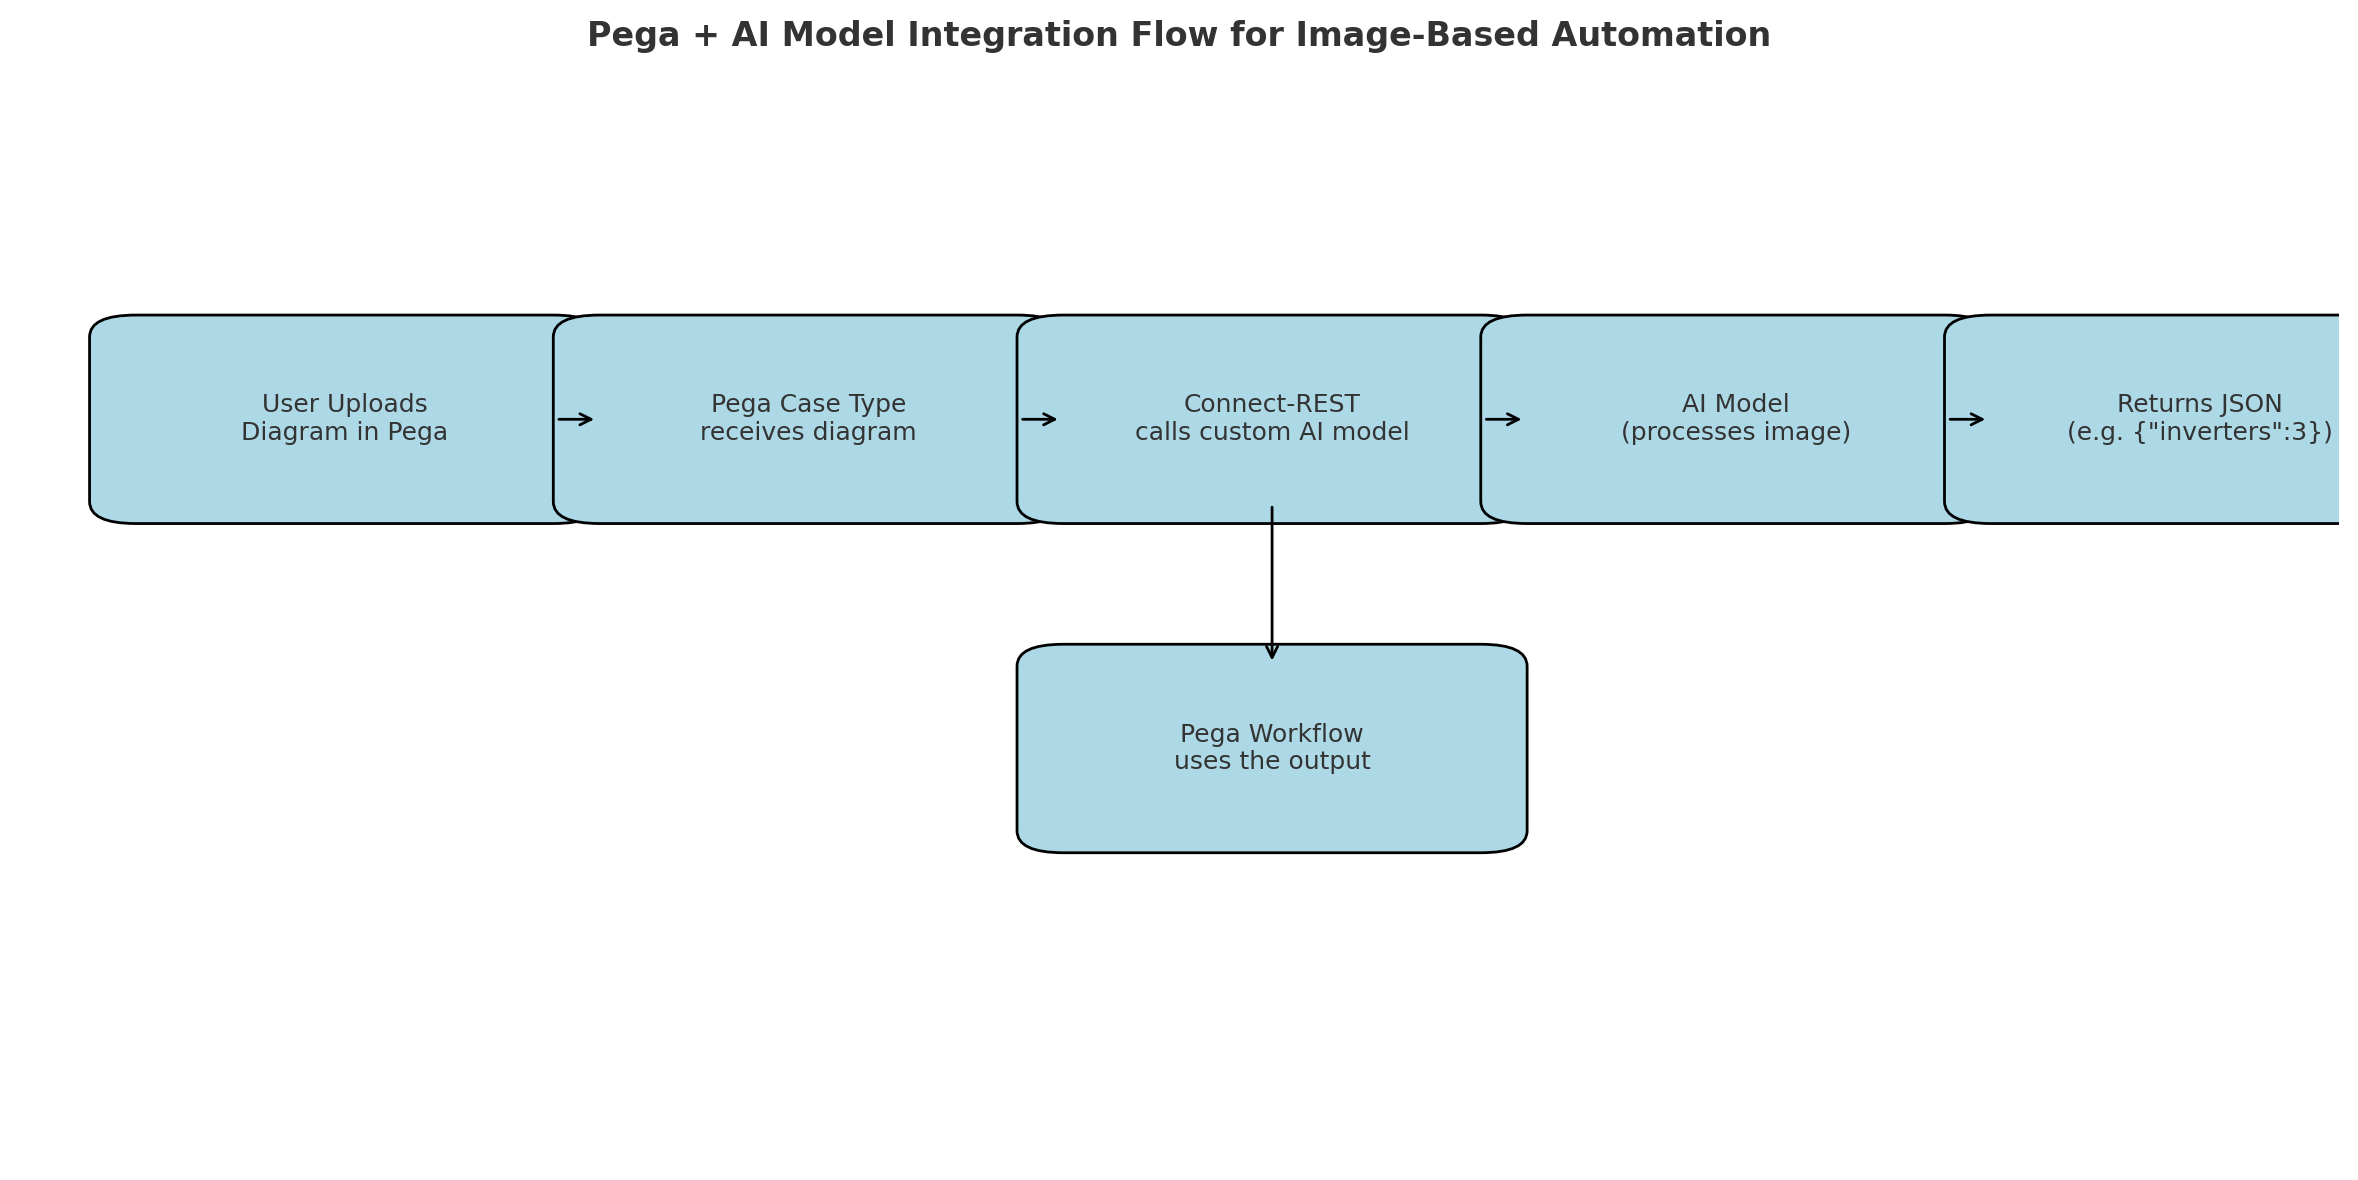 Pega + AI Model Integration Flow for Image-Based Automation
User Uploads
Diagram in Pega
Pega Case Type
receives diagram
Connect-REST
calls custom AI model
AI Model
(processes image)
Returns JSON
(e.g. {"inverters":3})
Pega Workflow
uses the output